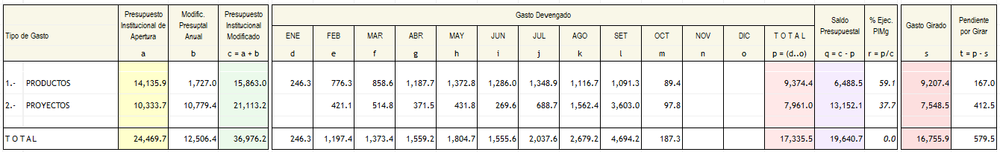 Tipo de Gasto
Presupuesto Institucional de Apertura
a
Modific. Presuptal Anual
b
Presupuesto Institucional Modificado
c = a + b
Gasto Devengado
ENE FEB MAR ABR MAY JUN JUL AGO SET OCT NOV DIC T O T A L
d e f g h i j k l m n o p = (d..o)
Saldo Presupuestal
q = c - p
% Ejec. PIMg
r = p/c
Gasto Girado
s
Pendiente por Girar
t = p - s
1.- PRODUCTOS 14,135.9 1,727.0 15,863.0 246.3 776.3 858.6 1,187.7 1,372.8 1,286.0 1,348.9 1,116.7 1,091.3 89.4 9,374.4 6,488.5 59.1 9,207.4 167.0
2.- PROYECTOS 10,333.7 10,779.4 21,113.2 421.1 514.8 371.5 431.8 269.6 688.7 1,562.4 3,603.0 97.8 7,961.0 13,152.1 37.7 7,548.5 412.5
T O T A L 24,469.7 12,506.4 36,976.2 246.3 1,197.4 1,373.4 1,559.2 1,804.7 1,555.6 2,037.6 2,679.2 4,694.2 187.3 17,335.5 19,640.7 0.0 16,755.9 579.5